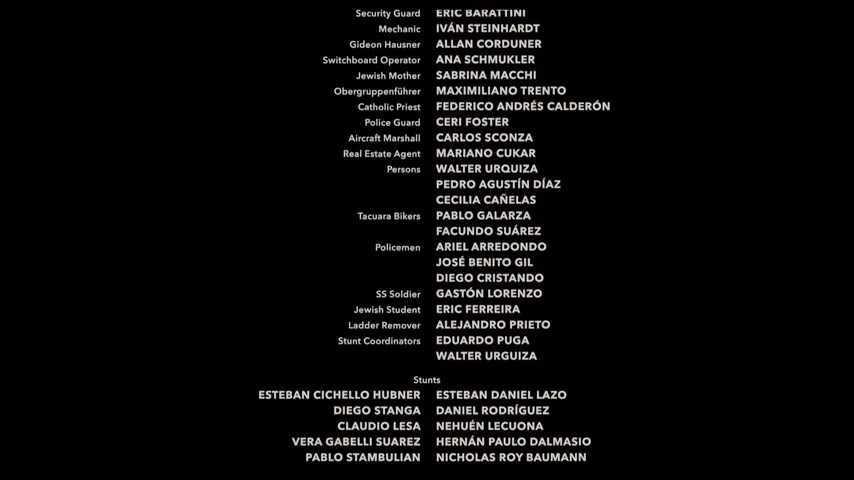 Security Guard ERIC BARATTINI
Mechanic IVÁN STEINHARDT
Gideon Hausner ALLAN CORDUNER
Switchboard Operator ANA SCHMUKLER
Jewish Mother SABRINA MACCHI
Obergruppenführer MAXIMILIANO TRENTO
Catholic Priest FEDERICO ANDRÉS CALDERÓN
Police Guard CERI FOSTER
Aircraft Marshall CARLOS SCONZA
Real Estate Agent MARIANO CUKAR
Persons WALTER URQUIZA
PEDRO AGUSTÍN DÍAZ
CECILIA CAÑELAS
Tacuara Bikers PABLO GALARZA
FACUNDO SUÁREZ
Policemen ARIEL ARREDONDO
JOSÉ BENITO GIL
DIEGO CRISTANDO
SS Soldier GASTÓN LORENZO
Jewish Student ERIC FERREIRA
Ladder Remover ALEJANDRO PRIETO
Stunt Coordinators EDUARDO PUGA
WALTER URGUIZA
Stunts
ESTEBAN CICHELLO HUBNER ESTEBAN DANIEL LAZO
DIEGO STANGA DANIEL RODRÍGUEZ
CLAUDIO LESA NEHUÉN LECUONA
VERA GABELLI SUAREZ HERNÁN PAULO DALMASIO
PABLO STAMBULIAN NICHOLAS ROY BAUMANN